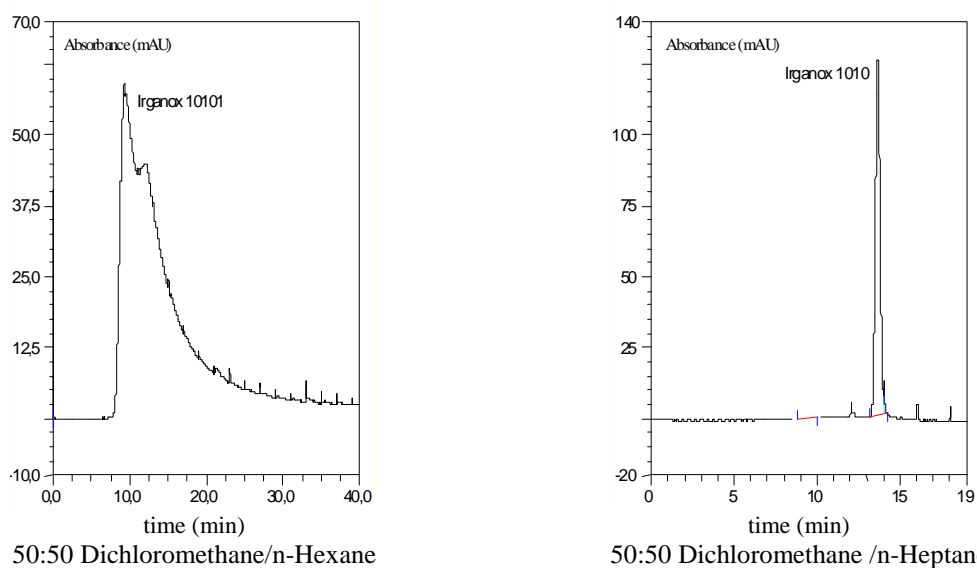 70,0
Absorbance (mAU)
Irganox 10101
50,0
37,5
25,0
12,5
-10,0
0,0 10,0 20,0 30,0 40,0
time (min)
50:50 Dichloromethane/n-Hexane
140
Absorbance (mAU)
Irganox 1010
100
75
50
25
-20
0 5 10 15 19
time (min)
50:50 Dichloromethane /n-Heptan